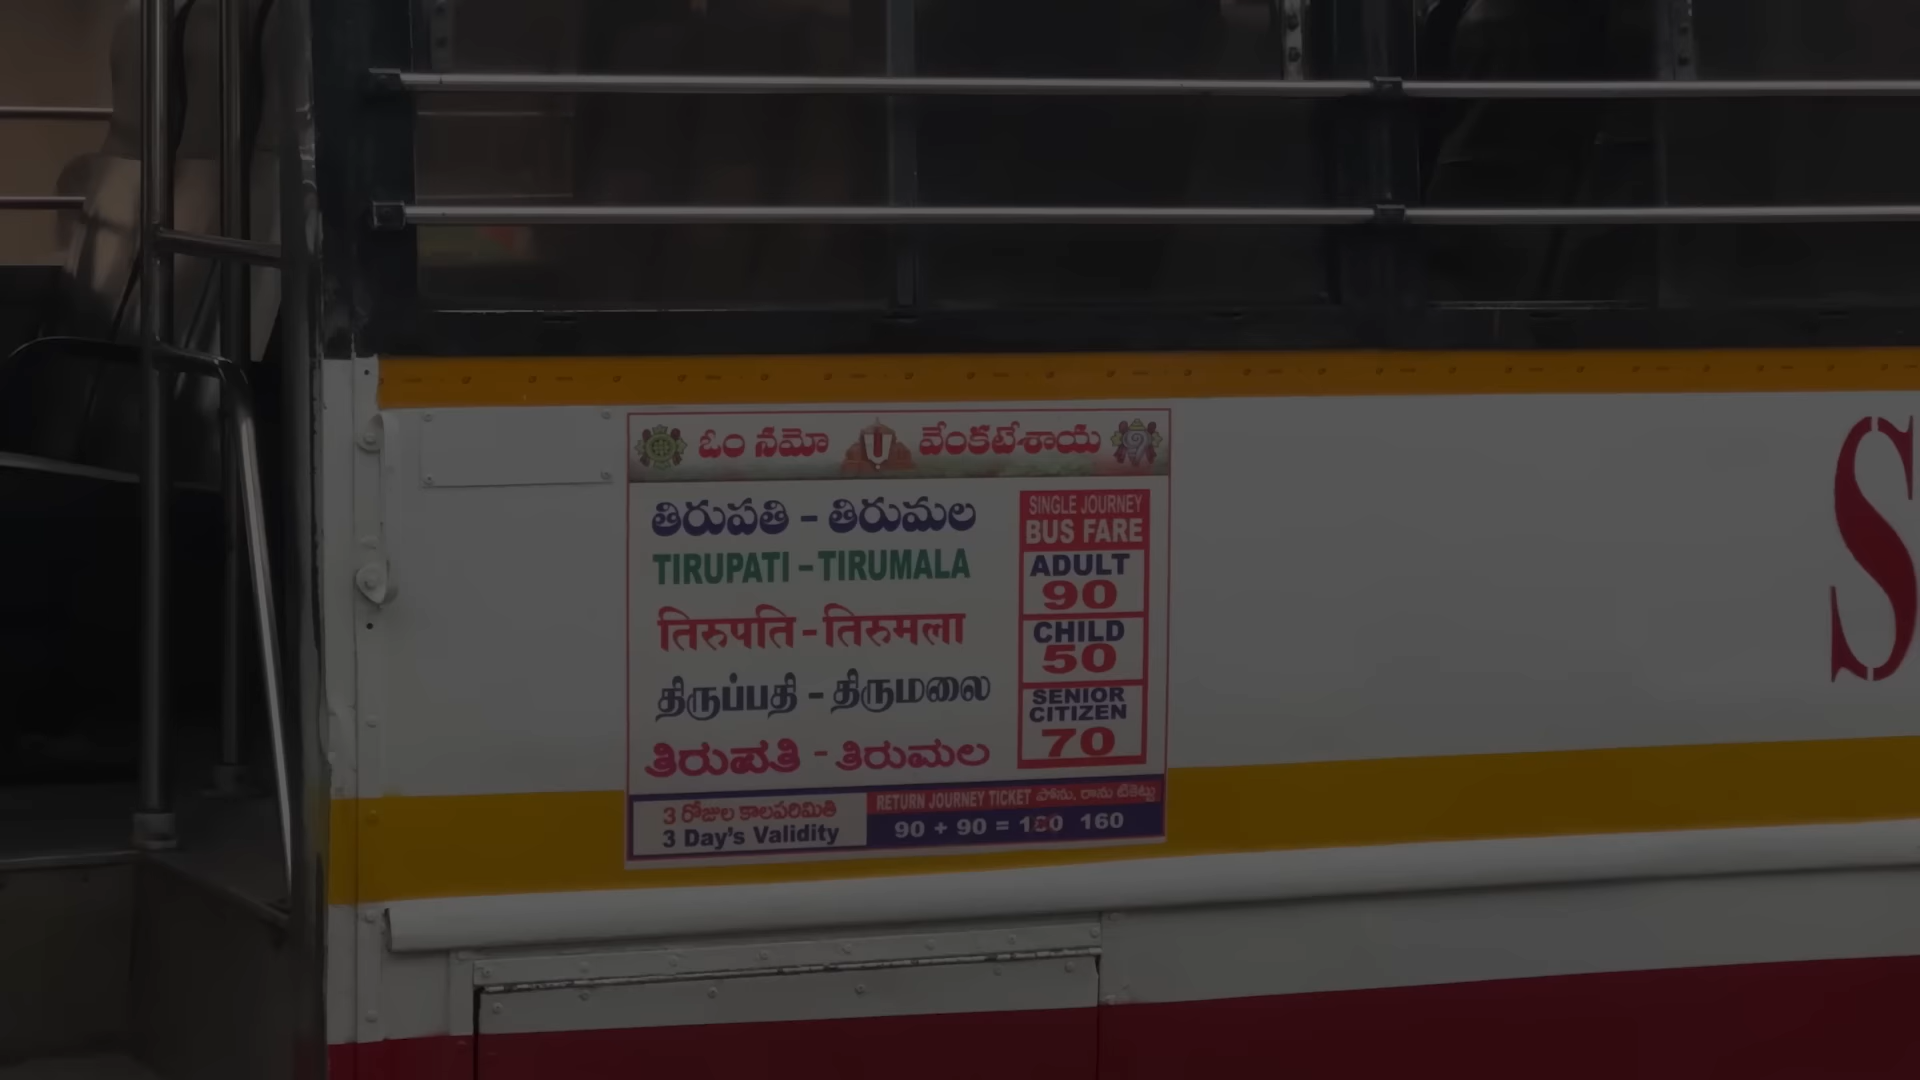 ఓం నమో వేంకటేశాయ
తిరుపతి - తిరుమల
TIRUPATI - TIRUMALA
तिरुपति - तिरुमला
திருப்பதி - திருமலை
ತಿರುಪತಿ - ತಿರುಮಲ
SINGLE JOURNEY
BUS FARE
ADULT
90
CHILD
50
SENIOR
CITIZEN
70
3 రోజుల కాలపరిమితి
3 Day's Validity
RETURN JOURNEY TICKET పోను, రాను టికెట్టు
90 + 90 = 180 160
S